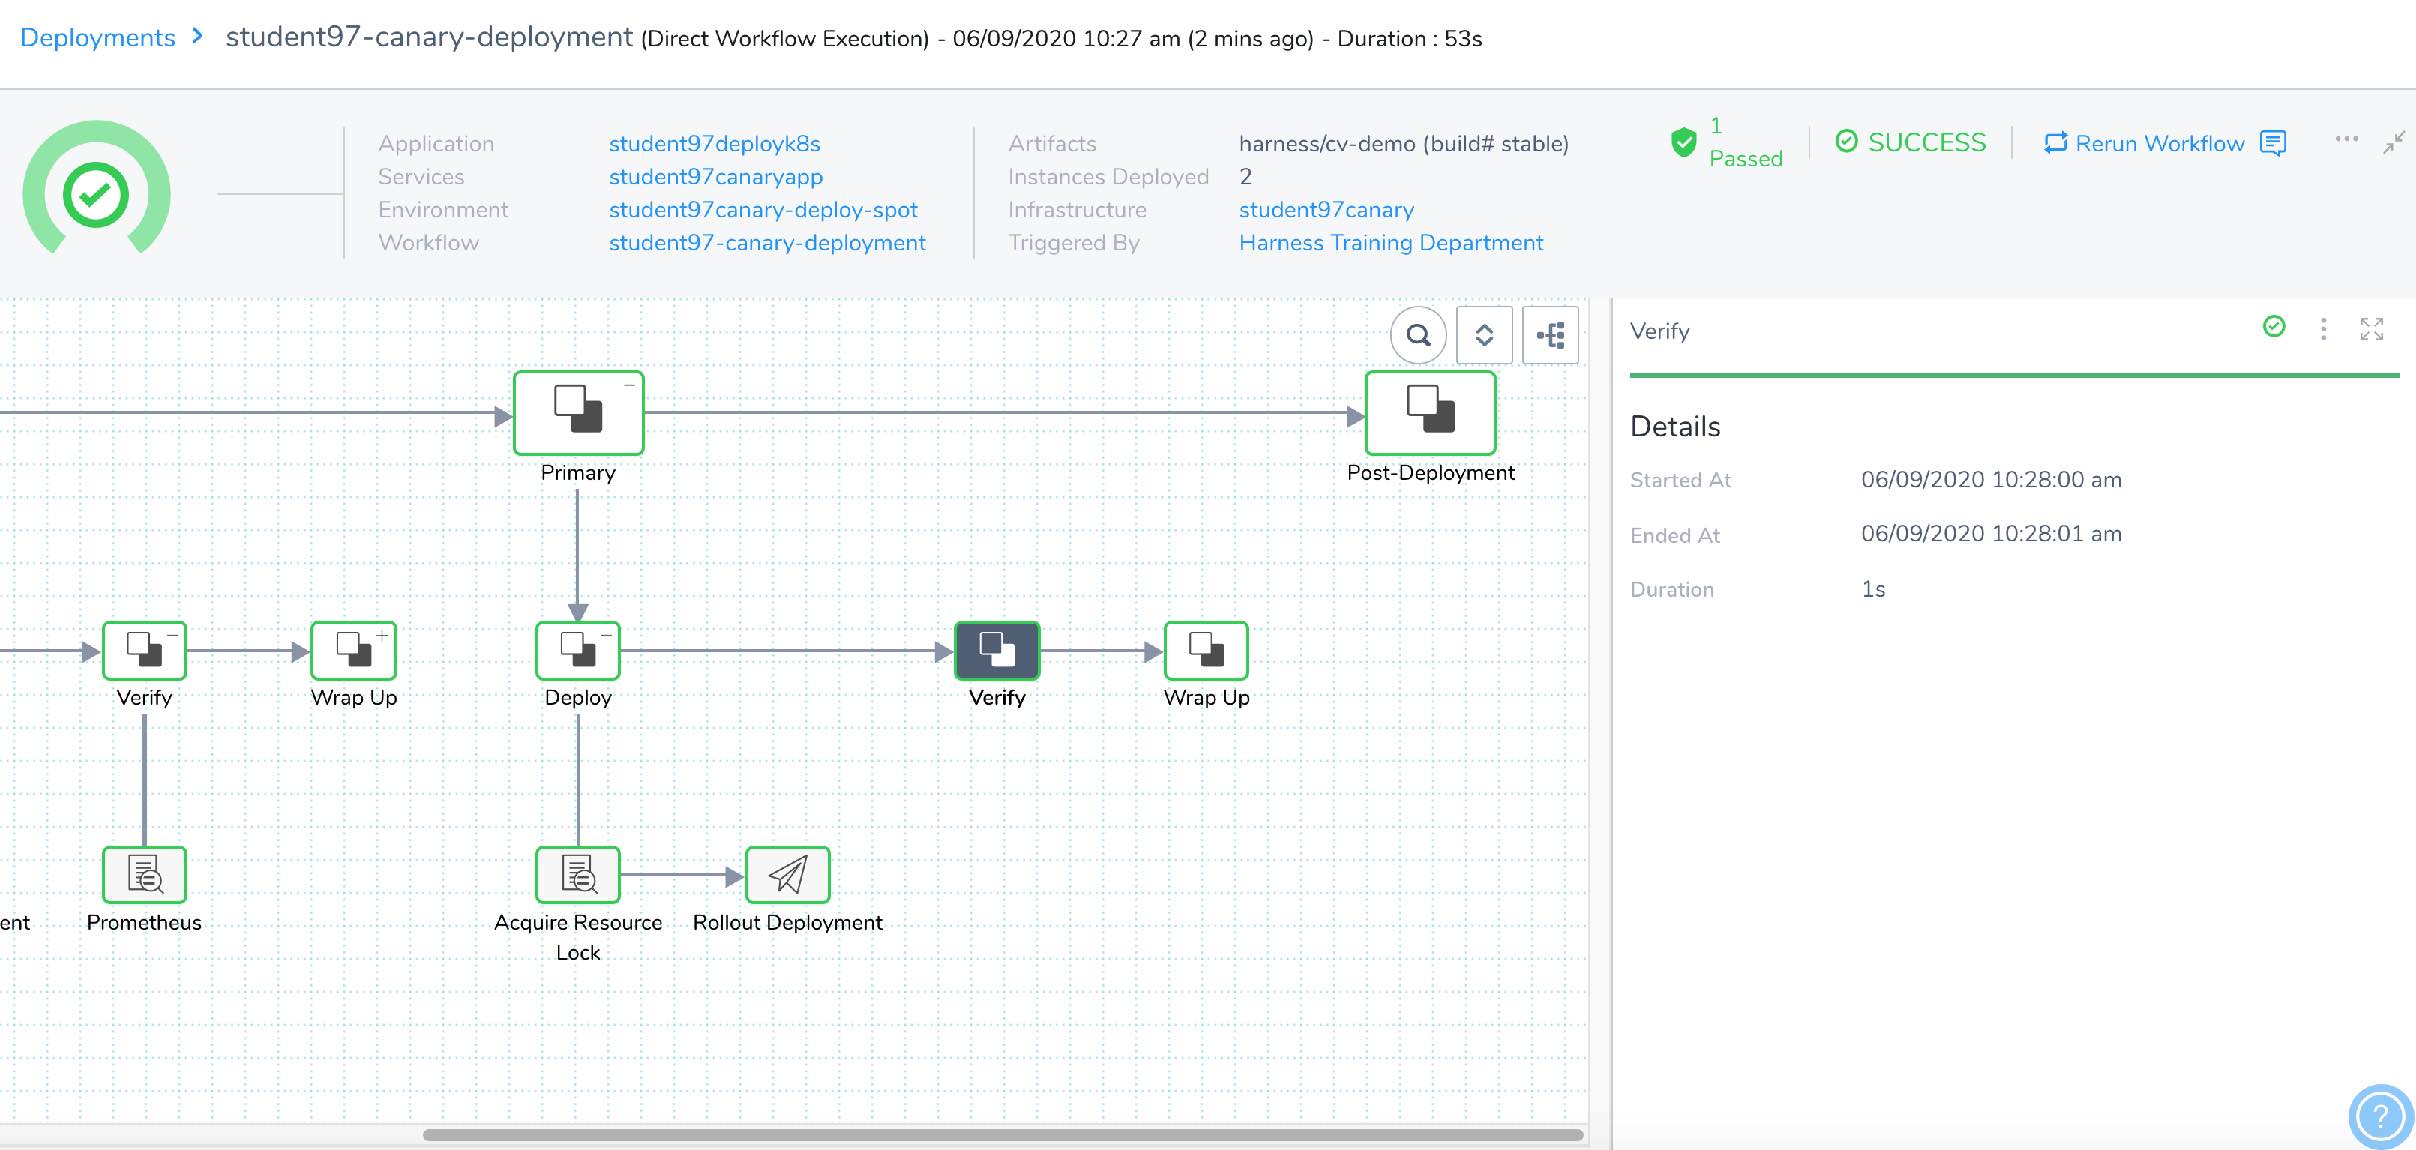 Deployments > student97-canary-deployment (Direct Workflow Execution) - 06/09/2020 10:27 am (2 mins ago) - Duration : 53s
Application student97deployk8s
Services student97canaryapp
Environment student97canary-deploy-spot
Workflow student97-canary-deployment
Artifacts harness/cv-demo (build# stable)
Instances Deployed 2
Infrastructure student97canary
Triggered By Harness Training Department
1
Passed
SUCCESS
Rerun Workflow
Primary
Post-Deployment
Verify
Wrap Up
Deploy
Verify
Wrap Up
ent
Prometheus
Acquire Resource
Lock
Rollout Deployment
Verify
Details
Started At 06/09/2020 10:28:00 am
Ended At 06/09/2020 10:28:01 am
Duration 1s
?